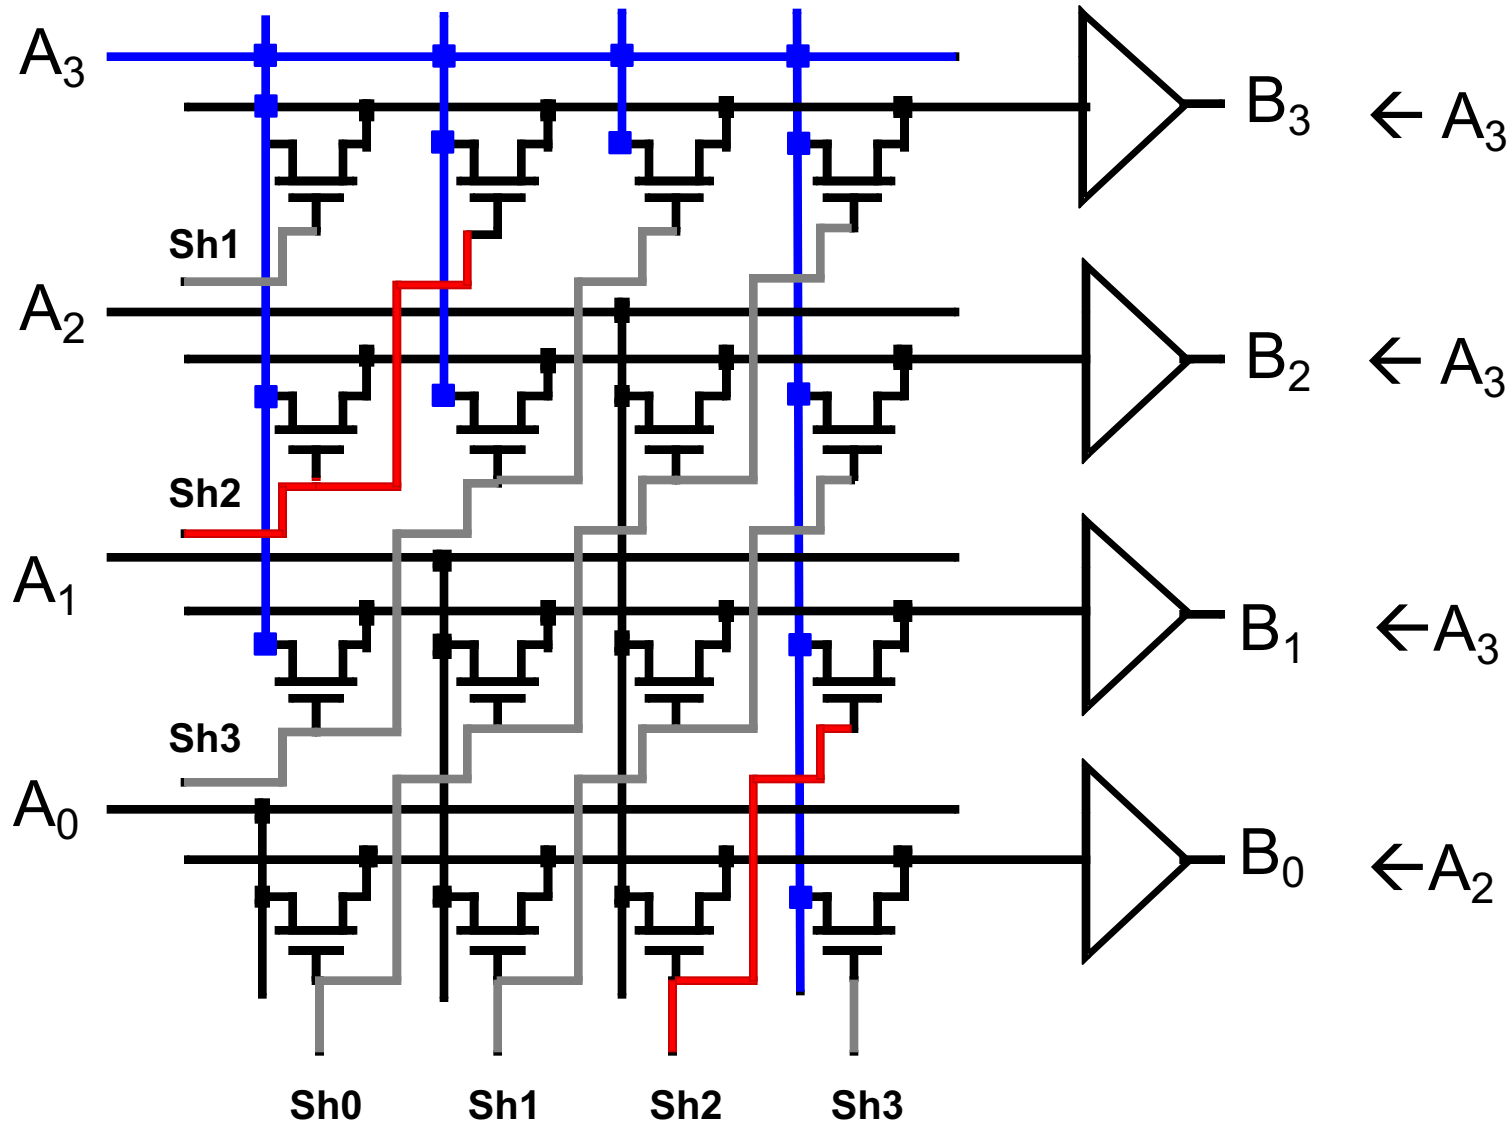 A₃
B₃ ← A₃
Sh1
A₂
B₂ ← A₃
Sh2
A₁
B₁ ← A₃
Sh3
A₀
B₀ ← A₂
Sh0 Sh1 Sh2 Sh3